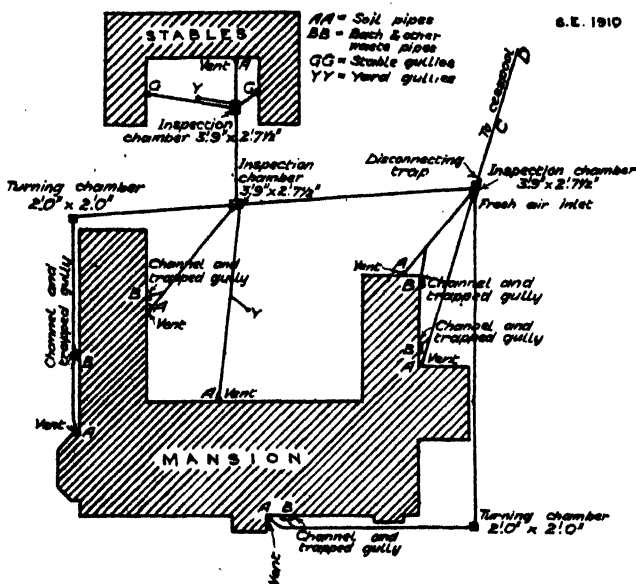 AA = Soil pipes
BB = Bath & other
waste pipes
GG = Stable gullies
YY = Yard gullies
B.E. 1910
STABLES
Vent A
G
Y
G
Inspection
chamber 3'.9" x 2'.7½"
To cesspool
D
C
Disconnecting
trap
Inspection chamber
3'.9" x 2'.7½"
Fresh air inlet
Inspection
chamber
3'.9" x 2'.7½"
Turning chamber
2'.0" x 2'.0"
Channel and
trapped gully
B
Vent
A
Channel and
trapped gully
B
A
Vent
Y
A Vent
Vent
A
B
Channel and
trapped gully
Channel and
trapped gully
B
A
Vent
MANSION
A
B
Channel and
trapped gully
Vent
Turning chamber
2'.0" x 2'.0"